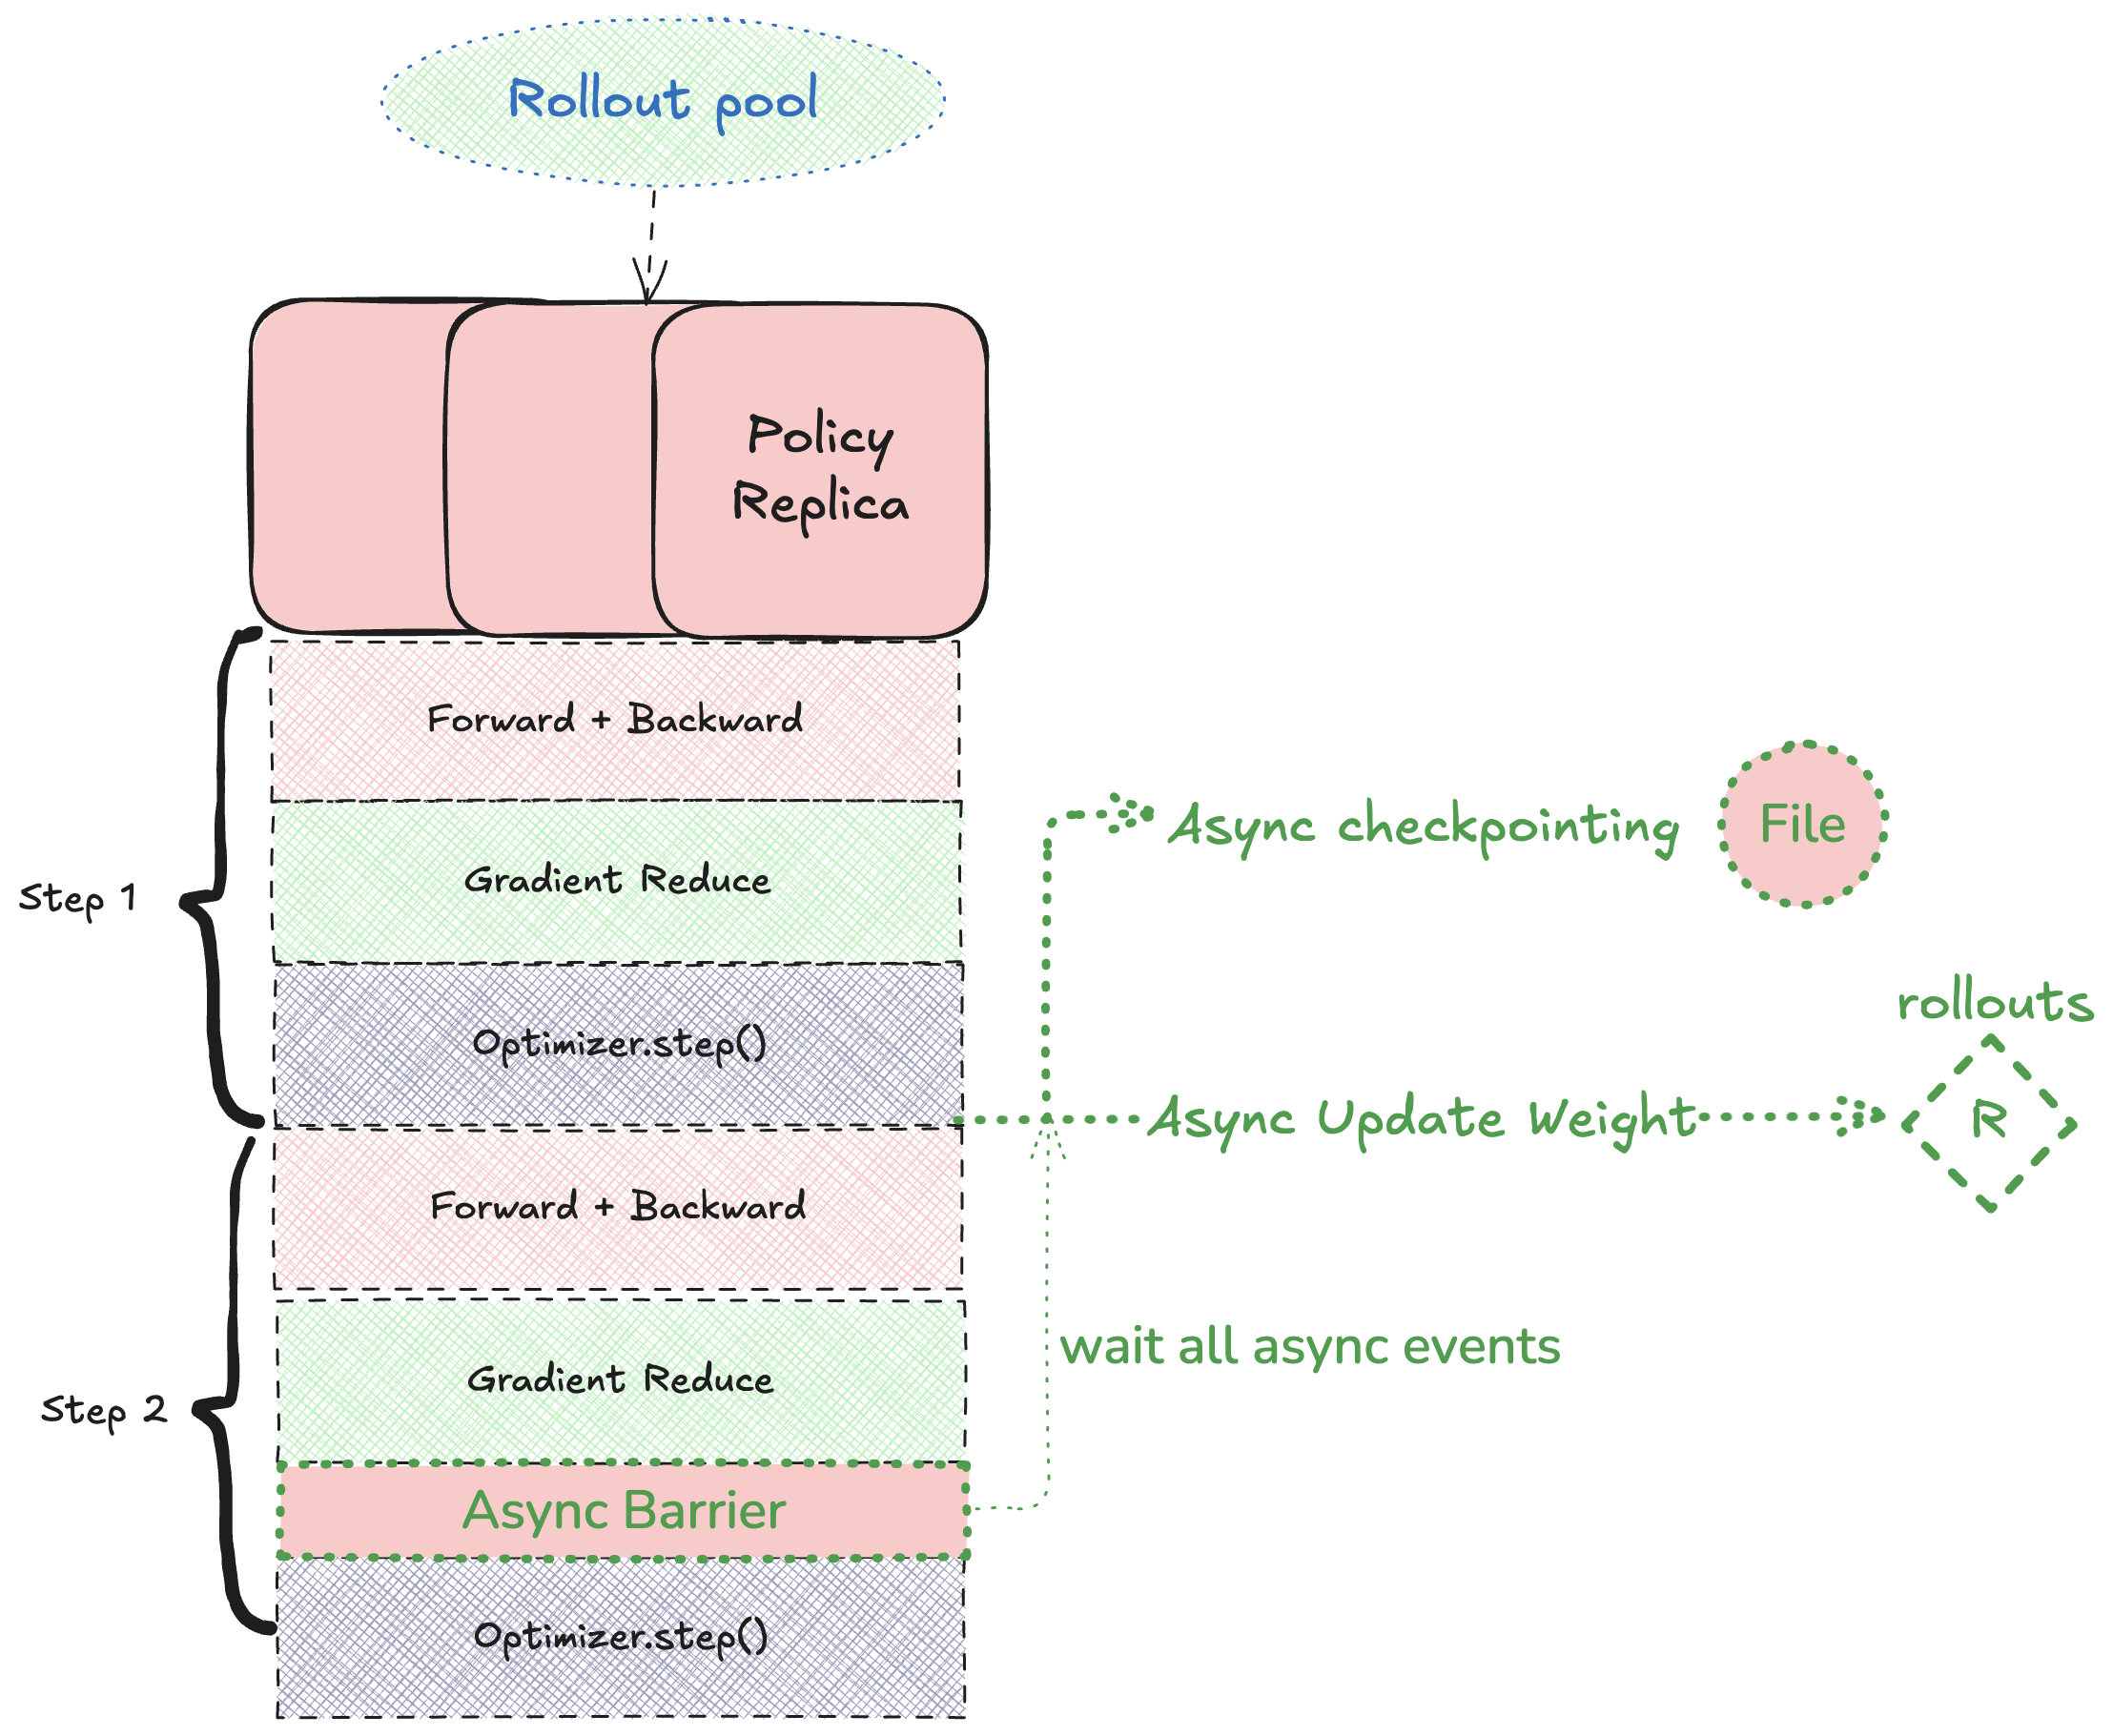 Rollout pool
Policy
Replica
Forward + Backward
Gradient Reduce
Step 1
Optimizer.step()
Async checkpointing
File
rollouts
R
Async Update Weight
Forward + Backward
wait all async events
Gradient Reduce
Step 2
Async Barrier
Optimizer.step()